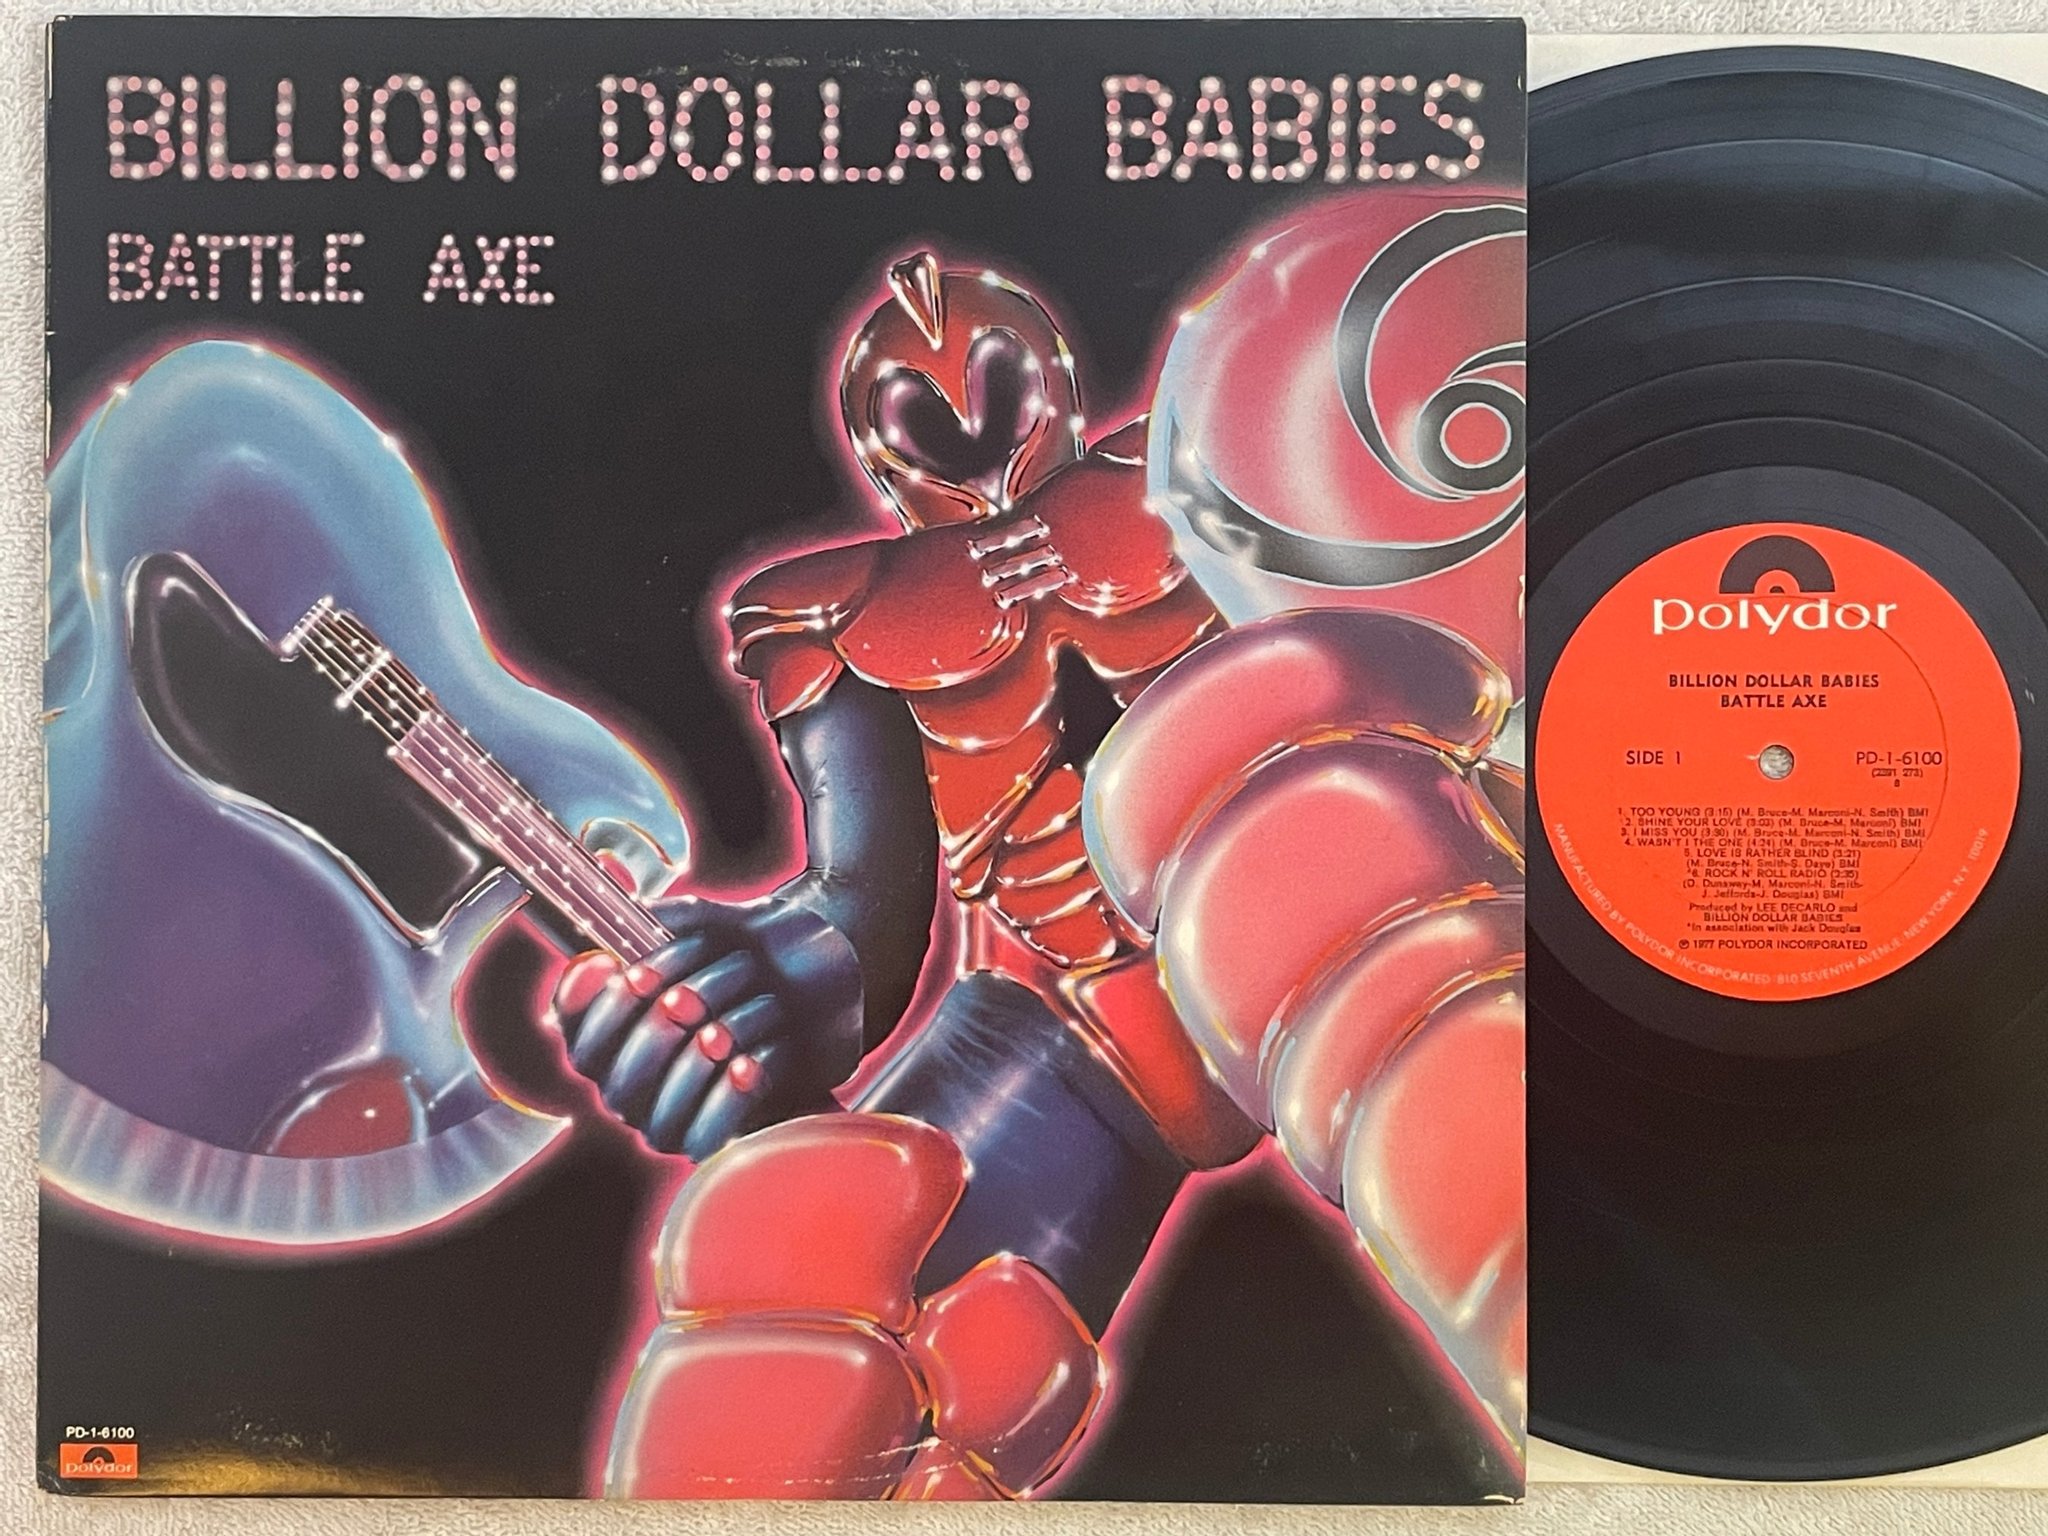 BILLION DOLLAR BABIES
BATTLE AXE
PD-1-6100
polydor
polydor
BILLION DOLLAR BABIES
BATTLE AXE
SIDE 1
PD-1-6100
(2391 273)
8
1. TOO YOUNG (3:15) (M. Bruce-M. Marconi-N. Smith) BMI
2. SHINE YOUR LOVE (3:03) (M. Bruce-M. Marconi) BMI
3. I MISS YOU (3:30) (M. Bruce-M. Marconi-N. Smith) BMI
4. WASN'T I THE ONE (4:24) (M. Bruce-M. Marconi) BMI
5. LOVE IS RATHER BLIND (3:21)
(M. Bruce-N. Smith-S. Daye) BMI
*6. ROCK N' ROLL RADIO (2:35)
(D. Dunaway-M. Marconi-N. Smith-
J. Jeffords-J. Douglas) BMI
Produced by LEE DECARLO and
BILLION DOLLAR BABIES
*In association with Jack Douglas
℗ 1977 POLYDOR INCORPORATED
MANUFACTURED BY POLYDOR INCORPORATED/810 SEVENTH AVENUE, NEW YORK, N.Y. 10019